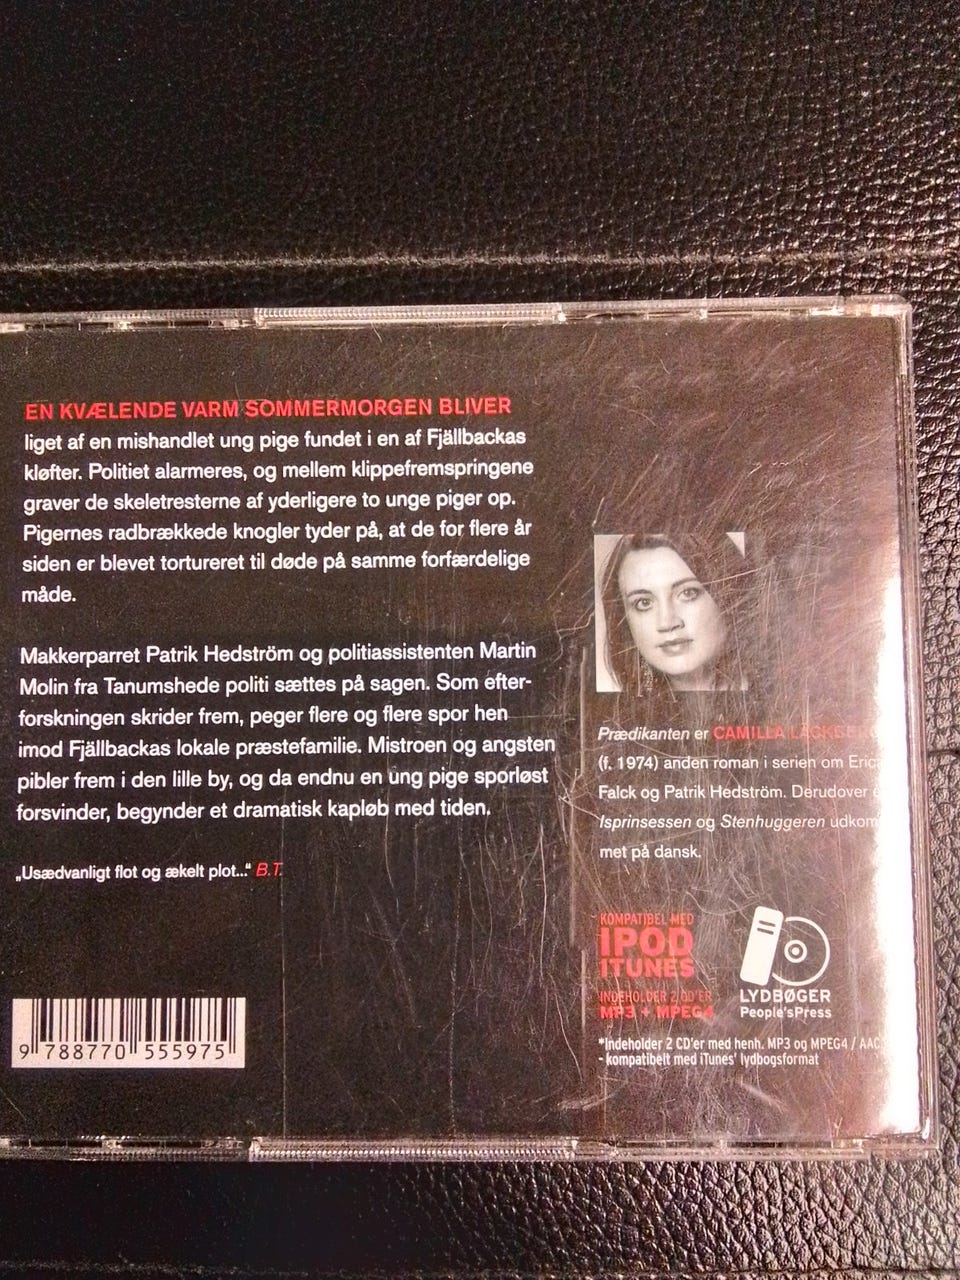 EN KVÆLENDE VARM SOMMERMORGEN BLIVER
liget af en mishandlet ung pige fundet i en af Fjällbackas
kløfter. Politiet alarmeres, og mellem klippefremspringene
graver de skeletresterne af yderligere to unge piger op.
Pigernes radbrækkede knogler tyder på, at de for flere år
siden er blevet tortureret til døde på samme forfærdelige
måde.
Makkerparret Patrik Hedström og politiassistenten Martin
Molin fra Tanumshede politi sættes på sagen. Som efter-
forskningen skrider frem, peger flere og flere spor hen
imod Fjällbackas lokale præstefamilie. Mistroen og angsten
pibler frem i den lille by, og da endnu en ung pige sporløst
forsvinder, begynder et dramatisk kapløb med tiden.
„Usædvanligt flot og ækelt plot...“ B.T.
9 788770 555975
Prædikanten er CAMILLA LÄCKBERG
(f. 1974) anden roman i serien om Erica
Falck og Patrik Hedström. Derudover
Isprinsessen og Stenhuggeren udkom
met på dansk.
KOMPATIBEL MED
IPOD
ITUNES
INDEHOLDER 2 CD'ER
MP3 + MPEG4
LYDBØGER
People'sPress
*Indeholder 2 CD'er med henh. MP3 og MPEG4 / AAC
- kompatibelt med iTunes' lydbogsformat